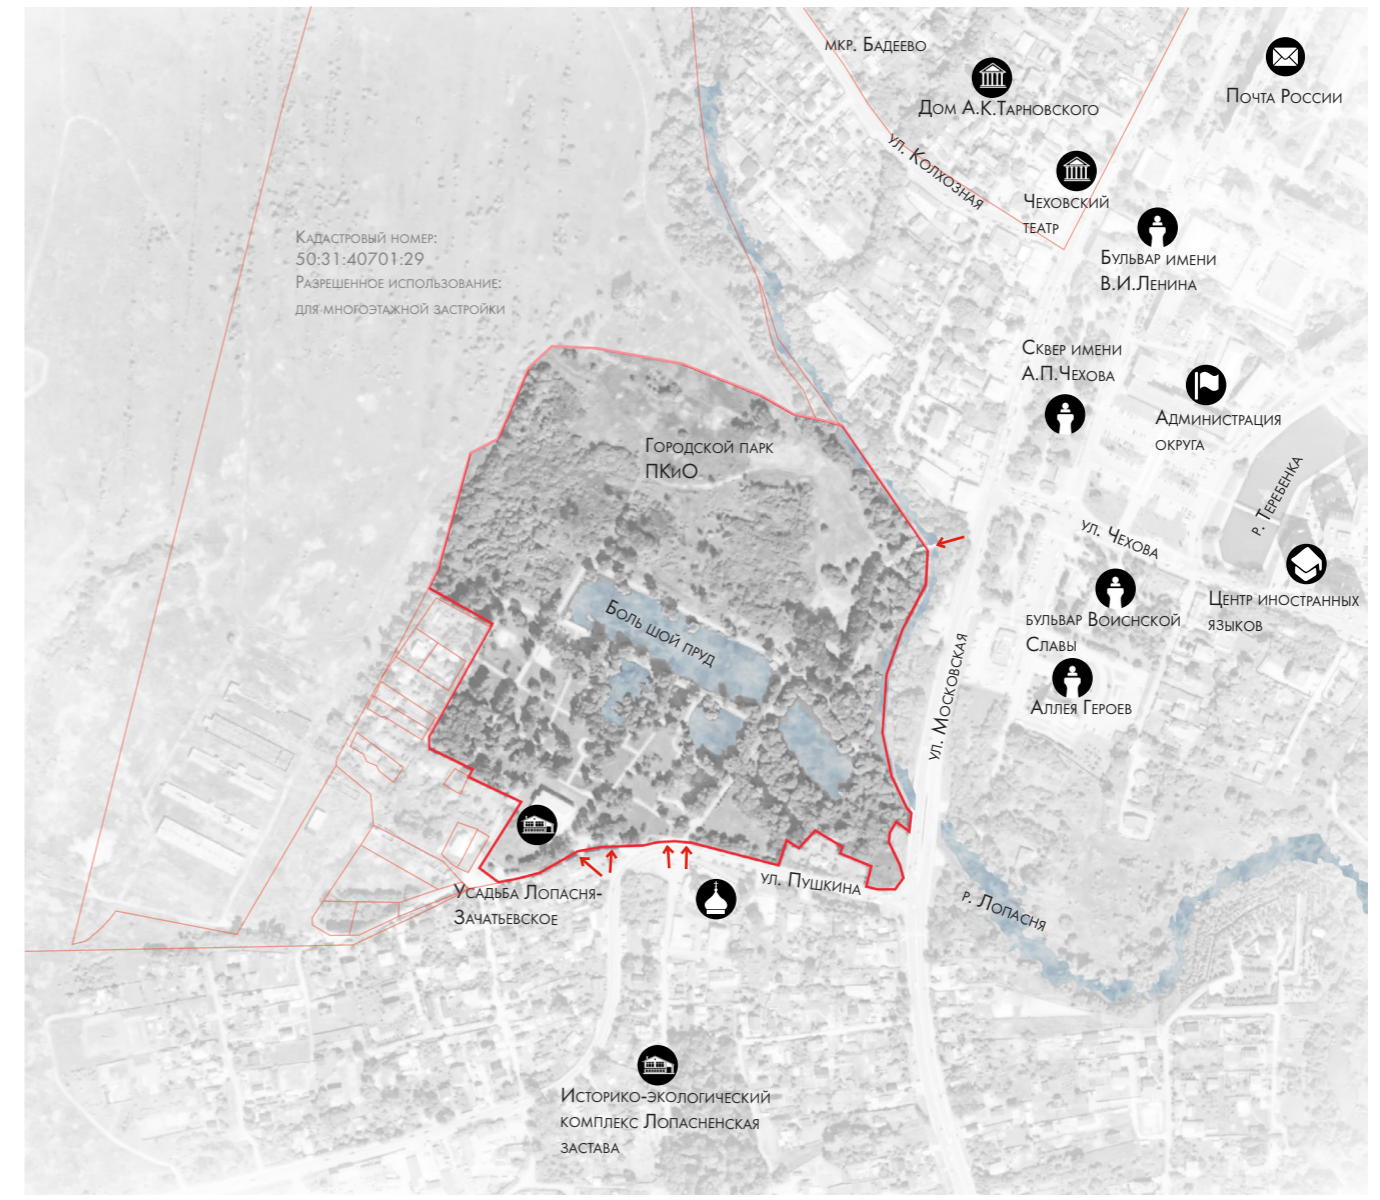 мкр. Бадеево
Дом А.К.Тарновского
Почта России
ул. Колхозная
Чеховский
театр
Бульвар имени
В.И.Ленина
Кадастровый номер:
50:31:40701:29
Разрешенное использование:
для многоэтажной застройки
Сквер имени
А.П.Чехова
Администрация
округа
Городской парк
ПКиО
р. Теребенка
ул. Чехова
Центр иностранных
языков
бульвар Воиснской
Славы
Боль шой пруд
ул. Московская
Аллея Героев
Усадьба Лопасня-
Зачатьевское
ул. Пушкина
р. Лопасня
Историко-экологический
комплекс Лопасненская
застава